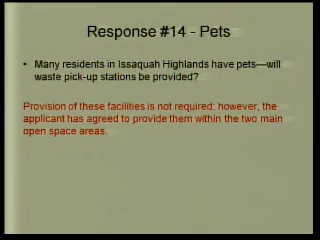 Response #14 - Pets
• Many residents in Issaquah Highlands have pets—will
waste pick-up stations be provided?
Provision of these facilities is not required; however, the
applicant has agreed to provide them within the two main
open space areas.